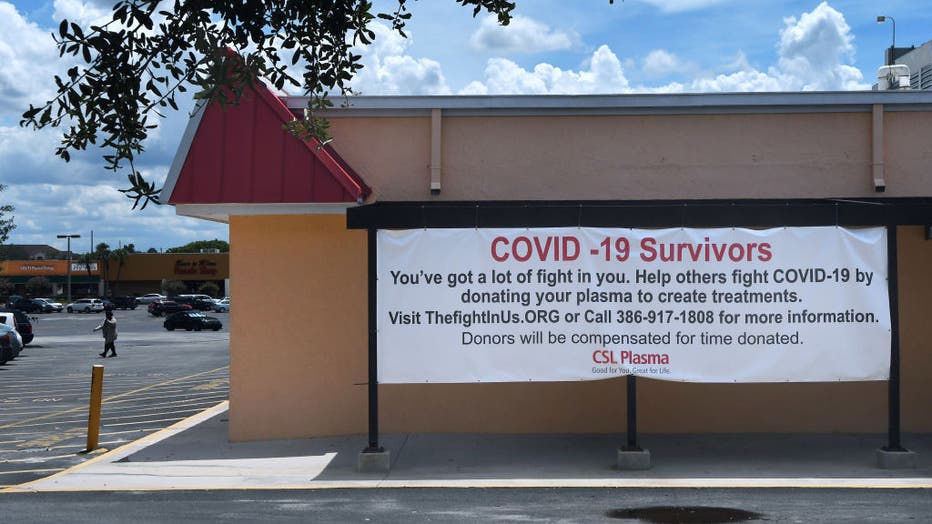 COVID -19 Survivors
You've got a lot of fight in you. Help others fight COVID-19 by
donating your plasma to create treatments.
Visit ThefightInUs.ORG or Call 386-917-1808 for more information.
Donors will be compensated for time donated.
CSL Plasma
Good for You. Great for Life.